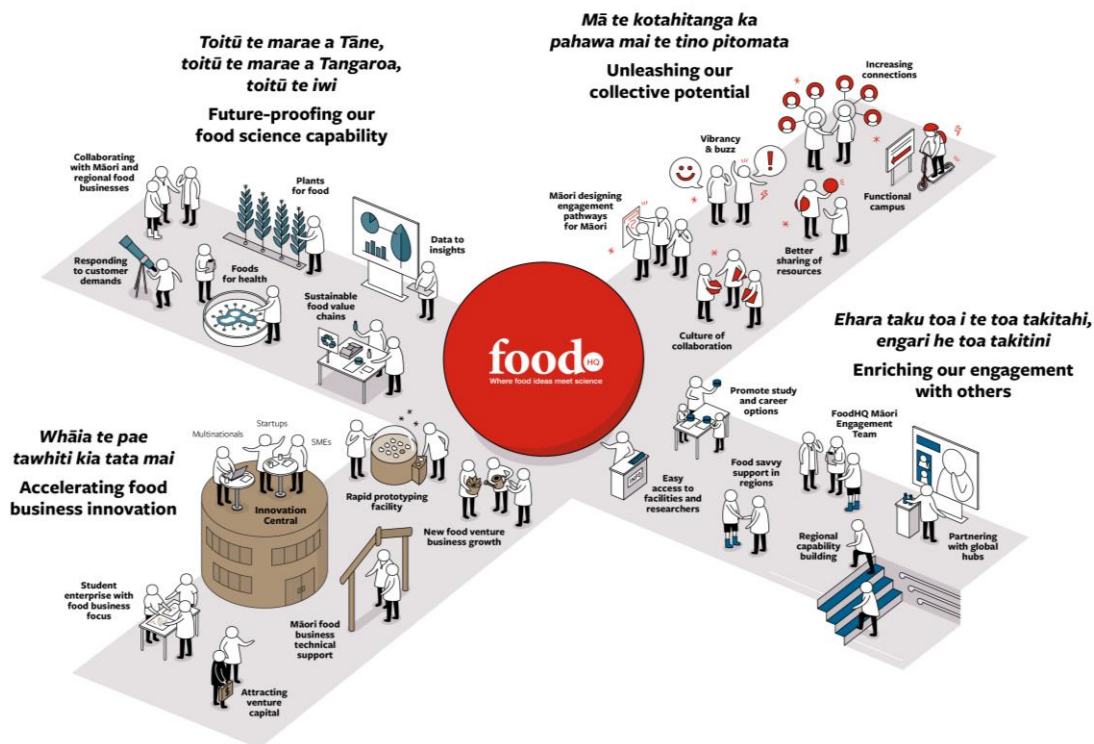 Toitū te marae a Tāne,
toitū te marae a Tangaroa,
toitū te iwi
Future-proofing our
food science capability
Collaborating
with Māori and
regional food
businesses
Plants
for food
Data to
insights
Responding
to customer
demands
Foods
for health
Sustainable
food value
chains
Mā te kotahitanga ka
pahawa mai te tino pitomata
Unleashing our
collective potential
Increasing
connections
Vibrancy
& buzz
Māori designing
engagement
pathways
for Māori
Functional
campus
Better
sharing of
resources
Culture of
collaboration
food HQ
Where food ideas meet science
Ehara taku toa i te toa takitahi,
engari he toa takitini
Enriching our engagement
with others
Promote study
and career
options
FoodHQ Māori
Engagement
Team
Easy
access to
facilities and
researchers
Food savvy
support in
regions
Regional
capability
building
Partnering
with global
hubs
Whāia te pae
tawhiti kia tata mai
Accelerating food
business innovation
Multinationals
Startups
SMEs
Innovation
Central
Rapid prototyping
facility
New food venture
business growth
Student
enterprise with
food business
focus
Māori food
business
technical
support
Attracting
venture
capital